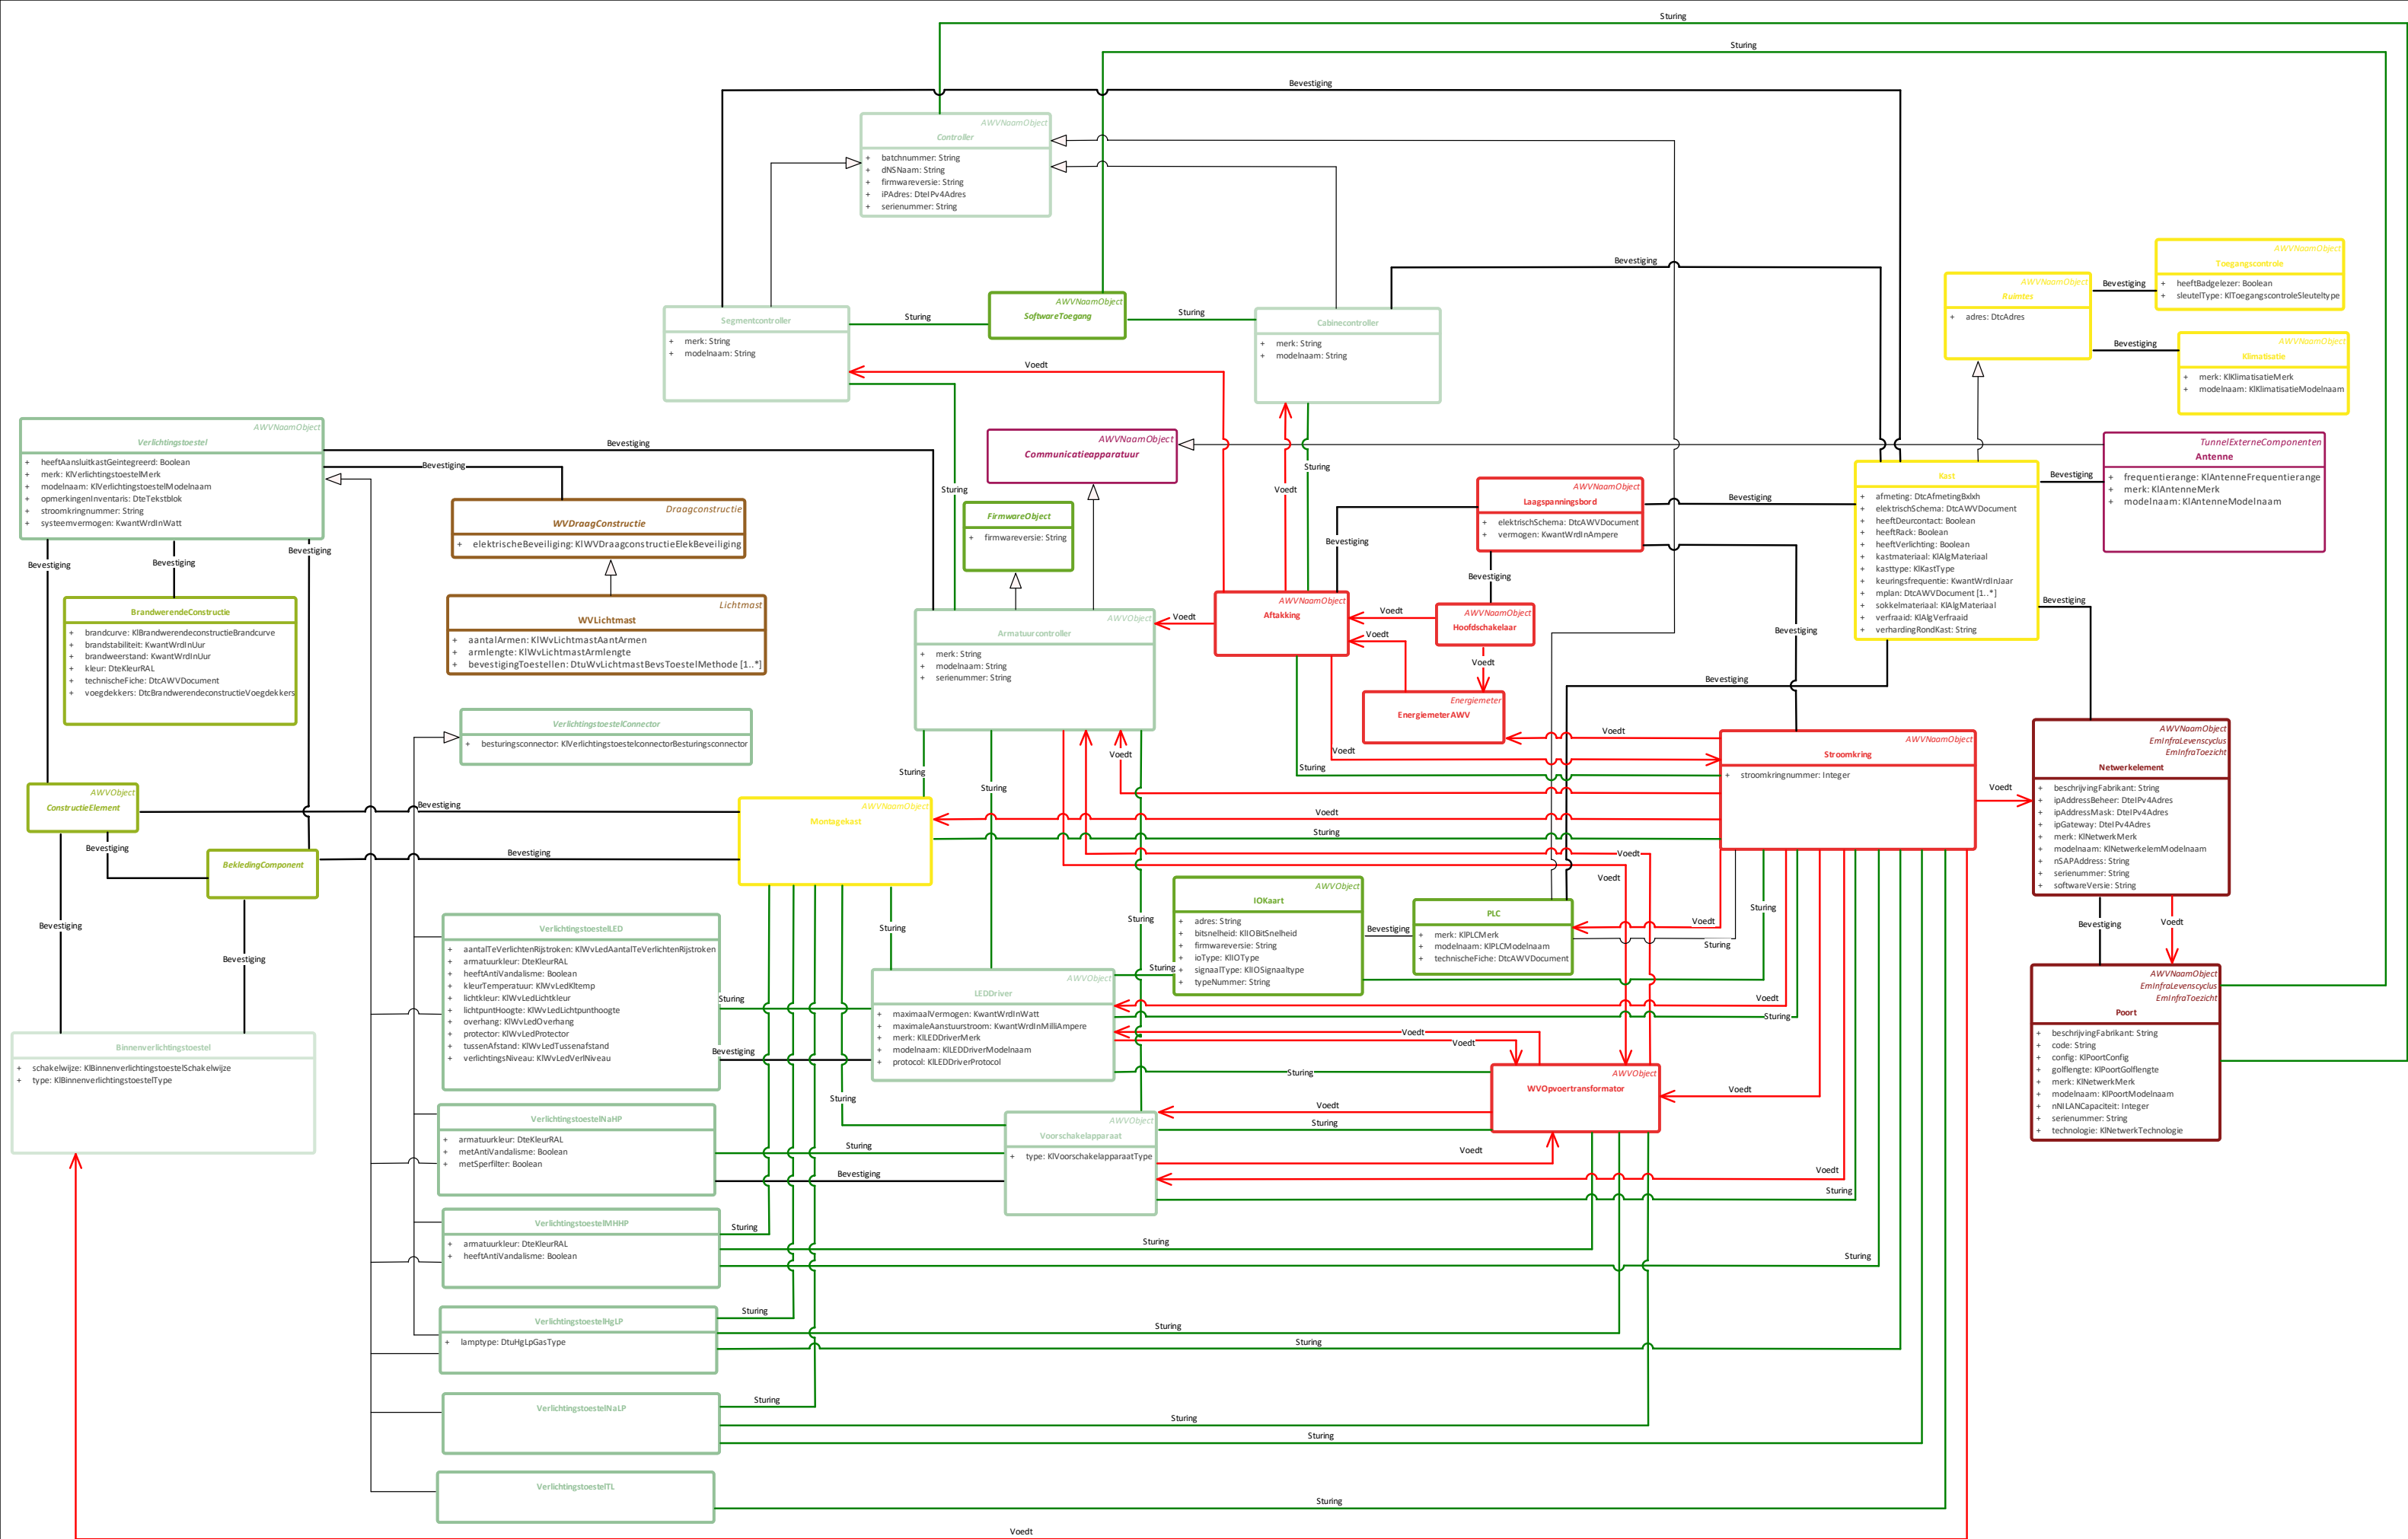 Sturing
Sturing
Bevestiging
AWVNaamObject
Controller
+ batchnummer: String
+ dNSNaam: String
+ firmwareversie: String
+ iPAdres: DteIPv4Adres
+ serienummer: String
Bevestiging
AWVNaamObject
Toegangscontrole
+ heeftBadgelezer: Boolean
+ sleutelType: KlToegangscontroleSleuteltype
AWVNaamObject
Ruimtes
+ adres: DtcAdres
Bevestiging
Bevestiging
AWVNaamObject
Klimatisatie
+ merk: KlKlimatisatieMerk
+ modelnaam: KlKlimatisatieModelnaam
Segmentcontroller
+ merk: String
+ modelnaam: String
Sturing
AWVNaamObject
SoftwareToegang
Sturing
Cabinecontroller
+ merk: String
+ modelnaam: String
Voedt
AWVNaamObject
Verlichtingstoestel
+ heeftAansluitkastGeintegreerd: Boolean
+ merk: KlVerlichtingstoestelMerk
+ modelnaam: KlVerlichtingstoestelModelnaam
+ opmerkingenInventaris: DteTekstblok
+ stroomkringnummer: String
+ systeemvermogen: KwantWrdInWatt
Bevestiging
Bevestiging
AWVNaamObject
Communicatieapparatuur
TunnelExterneComponenten
Antenne
+ frequentierange: KlAntenneFrequentierange
+ merk: KlAntenneMerk
+ modelnaam: KlAntenneModelnaam
Bevestiging
Sturing
Sturing
Voedt
Kast
+ afmeting: DtcAfmetingBxlxh
+ elektrischSchema: DtcAWVDocument
+ heeftDeurcontact: Boolean
+ heeftRack: Boolean
+ heeftVerlichting: Boolean
+ kastmateriaal: KlAlgMateriaal
+ kasttype: KlKastType
+ keuringsfrequentie: KwantWrdInJaar
+ mplan: DtcAWVDocument [1..*]
+ sokkelmateriaal: KlAlgMateriaal
+ verfraaid: KlAlgVerfraaid
+ verhardingRondKast: String
AWVNaamObject
Laagspanningsbord
+ elektrischSchema: DtcAWVDocument
+ vermogen: KwantWrdInAmpere
Bevestiging
Bevestiging
Bevestiging
Draagconstructie
WVDraagConstructie
+ elektrischeBeveiliging: KlWVDraagconstructieElekBeveiliging
FirmwareObject
+ firmwareversie: String
Bevestiging
Bevestiging
Bevestiging
BrandwerendeConstructie
+ brandcurve: KlBrandwerendeconstructieBrandcurve
+ brandstabiliteit: KwantWrdInUur
+ brandweerstand: KwantWrdInUur
+ kleur: DteKleurRAL
+ technischeFiche: DtcAWVDocument
+ voegdekkers: DtcBrandwerendeconstructieVoegdekkers
Lichtmast
WVLichtmast
+ aantalArmen: KlWvLichtmastAantArmen
+ armlengte: KlWvLichtmastArmlengte
+ bevestigingToestellen: DtuWvLichtmastBevsToestelMethode [1..*]
AWVObject
Armatuurcontroller
+ merk: String
+ modelnaam: String
+ serienummer: String
Voedt
AWVNaamObject
Aftakking
Voedt
Voedt
AWVNaamObject
Hoofdschakelaar
Voedt
Bevestiging
Bevestiging
Bevestiging
Energiemeter
EnergiemeterAWV
VerlichtingstoestelConnector
+ besturingsconnector: KlVerlichtingstoestelconnectorBesturingsconnector
Voedt
Voedt
Sturing
Voedt
AWVNaamObject
Stroomkring
+ stroomkringnummer: Integer
Voedt
AWVNaamObject
EmInfraLevenscyclus
EmInfraToezicht
Netwerkelement
+ beschrijvingFabrikant: String
+ ipAddressBeheer: DteIPv4Adres
+ ipAddressMask: DteIPv4Adres
+ ipGateway: DteIPv4Adres
+ merk: KlNetwerkMerk
+ modelnaam: KlNetwerkelemModelnaam
+ nSAPAddress: String
+ serienummer: String
+ softwareVersie: String
Sturing
Sturing
AWVObject
ConstructieElement
Bevestiging
AWVNaamObject
Montagekast
Voedt
Sturing
Bevestiging
BekledingComponent
Bevestiging
Voedt
Voedt
AWVObject
IOKaart
+ adres: String
+ bitsnelheid: KlIOBitSnelheid
+ firmwareversie: String
+ ioType: KlIOType
+ signaalType: KlIOSignaaltype
+ typeNummer: String
Bevestiging
PLC
+ merk: KlPLCMerk
+ modelnaam: KlPLCModelnaam
+ technischeFiche: DtcAWVDocument
Voedt
Sturing
Sturing
Bevestiging
Voedt
Bevestiging
Bevestiging
Sturing
Sturing
VerlichtingstoestelLED
+ aantalTeVerlichtenRijstroken: KlWvLedAantalTeVerlichtenRijstroken
+ armatuurkleur: DteKleurRAL
+ heeftAntiVandalisme: Boolean
+ kleurTemperatuur: KlWvLedKltemp
+ lichtkleur: KlWvLedLichtkleur
+ lichtpuntHoogte: KlWvLedLichtpunthoogte
+ overhang: KlWvLedOverhang
+ protector: KlWvLedProtector
+ tussenAfstand: KlWvLedTussenafstand
+ verlichtingsNiveau: KlWvLedVerlNiveau
Sturing
Bevestiging
AWVObject
LEDDriver
+ maximaalVermogen: KwantWrdInWatt
+ maximaleAanstuurstroom: KwantWrdInMilliAmpere
+ merk: KlLEDDriverMerk
+ modelnaam: KlLEDDriverModelnaam
+ protocol: KlLEDDriverProtocol
Sturing
Voedt
Sturing
Voedt
Voedt
Sturing
AWVNaamObject
EmInfraLevenscyclus
EmInfraToezicht
Poort
+ beschrijvingFabrikant: String
+ code: String
+ config: KlPoortConfig
+ golflengte: KlPoortGolflengte
+ merk: KlNetwerkMerk
+ modelnaam: KlPoortModelnaam
+ nNILANCapaciteit: Integer
+ serienummer: String
+ technologie: KlNetwerkTechnologie
Binnenverlichtingstoestel
+ schakelwijze: KlBinnenverlichtingstoestelSchakelwijze
+ type: KlBinnenverlichtingstoestelType
AWVObject
WVOpvoertransformator
Voedt
Sturing
Voedt
Sturing
VerlichtingstoestelNaHP
+ armatuurkleur: DteKleurRAL
+ metAntiVandalisme: Boolean
+ metSperfilter: Boolean
Sturing
Bevestiging
AWVObject
Voorschakelapparaat
+ type: KlVoorschakelapparaatType
Voedt
Voedt
Sturing
VerlichtingstoestelMHHP
+ armatuurkleur: DteKleurRAL
+ heeftAntiVandalisme: Boolean
Sturing
Sturing
Sturing
VerlichtingstoestelHgLP
+ lamptype: DtuHgLpGasType
Sturing
Sturing
Sturing
VerlichtingstoestelNaLP
Sturing
Sturing
Sturing
VerlichtingstoestelTL
Sturing
Voedt